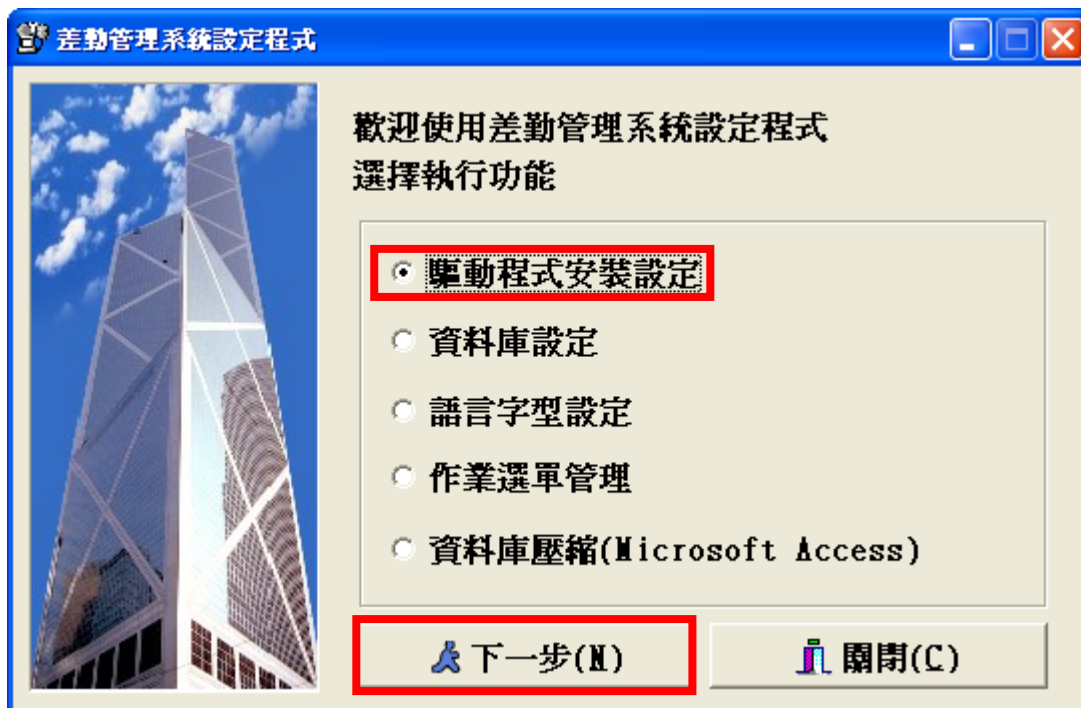 差勤管理系統設定程式
歡迎使用差勤管理系統設定程式
選擇執行功能
驅動程式安裝設定
資料庫設定
語言字型設定
作業選單管理
資料庫壓縮(Microsoft Access)
下一步(N)
關閉(C)